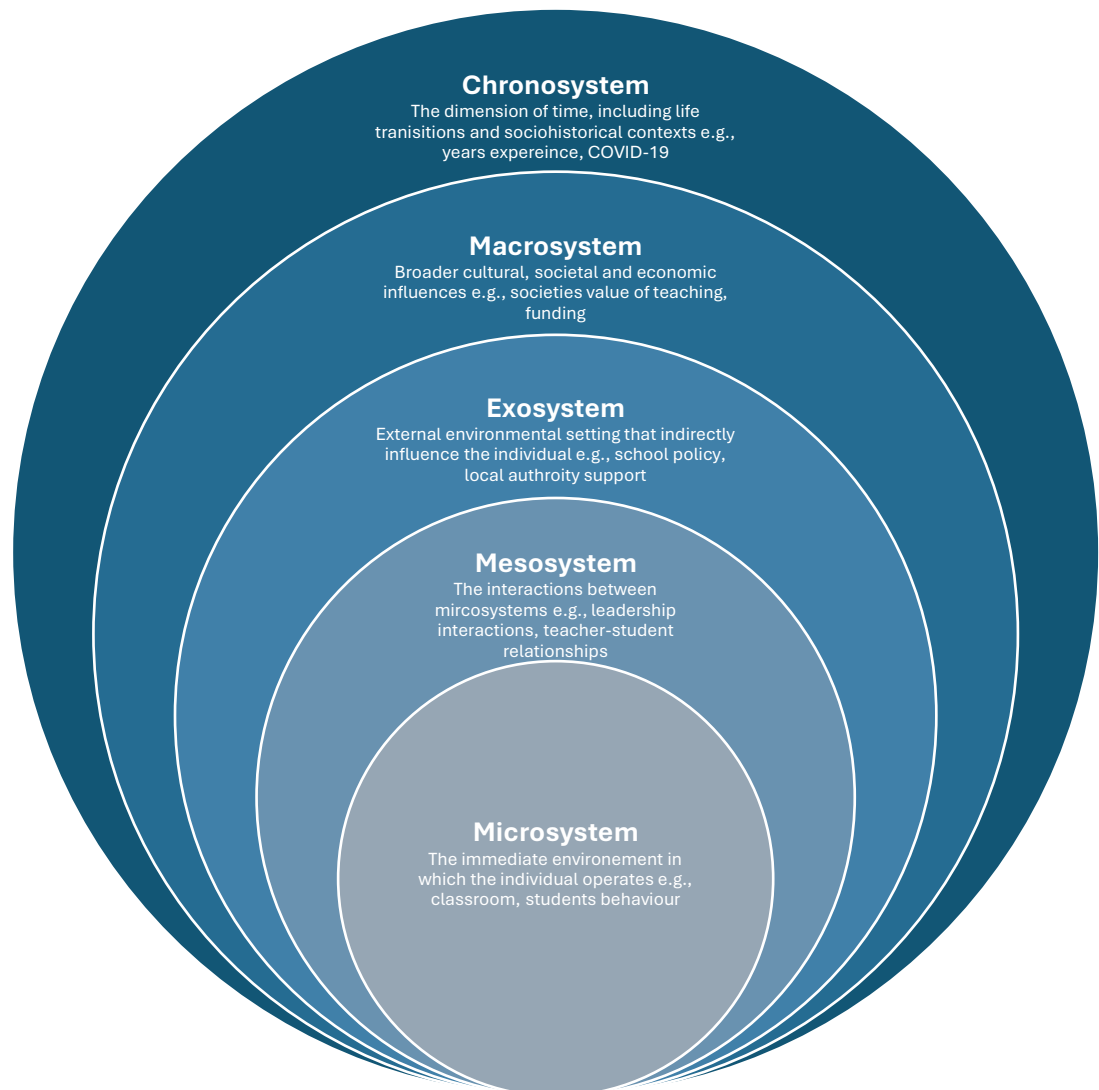 Chronosystem
The dimension of time, including life
tranisitions and sociohistorical contexts e.g.,
years expereince, COVID-19
Macrosystem
Broader cultural, societal and economic
influences e.g., societies value of teaching,
funding
Exosystem
External environmental setting that indirectly
influence the individual e.g., school policy,
local authroity support
Mesosystem
The interactions between
mircosystems e.g., leadership
interactions, teacher-student
relationships
Microsystem
The immediate environement in
which the individual operates e.g.,
classroom, students behaviour